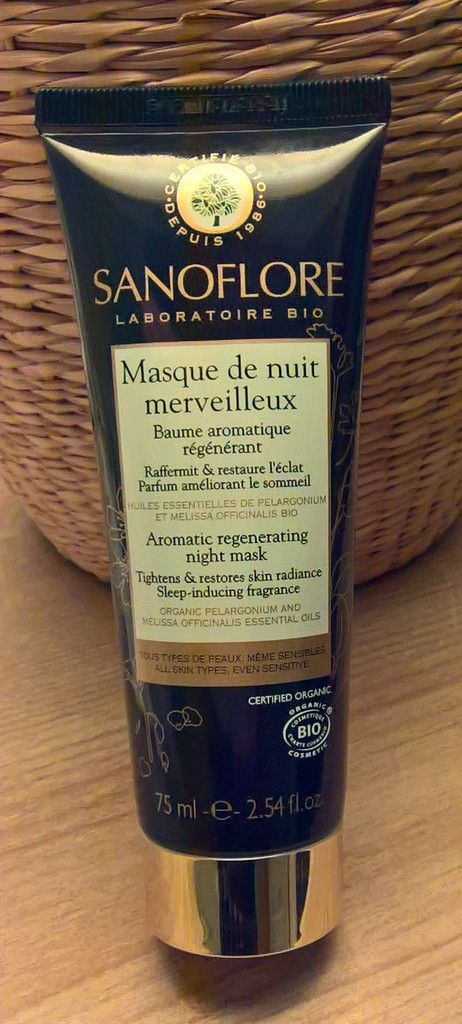 CERTIFIÉ BIO
DEPUIS 1986
SANOFLORE
LABORATOIRE BIO
Masque de nuit
merveilleux
Baume aromatique
régénérant
Raffermit & restaure l'éclat
Parfum améliorant le sommeil
HUILES ESSENTIELLES DE PELARGONIUM
ET MELISSA OFFICINALIS BIO
Aromatic regenerating
night mask
Tightens & restores skin radiance
Sleep-inducing fragrance
ORGANIC PELARGONIUM AND
MELISSA OFFICINALIS ESSENTIAL OILS
TOUS TYPES DE PEAUX, MÊME SENSIBLES
ALL SKIN TYPES, EVEN SENSITIVE
CERTIFIED ORGANIC
ORGANIC
COSMETIQUE
BIO
CHARTE COSMEBIO
COSMETIC
75 ml -e- 2.54 fl.oz.